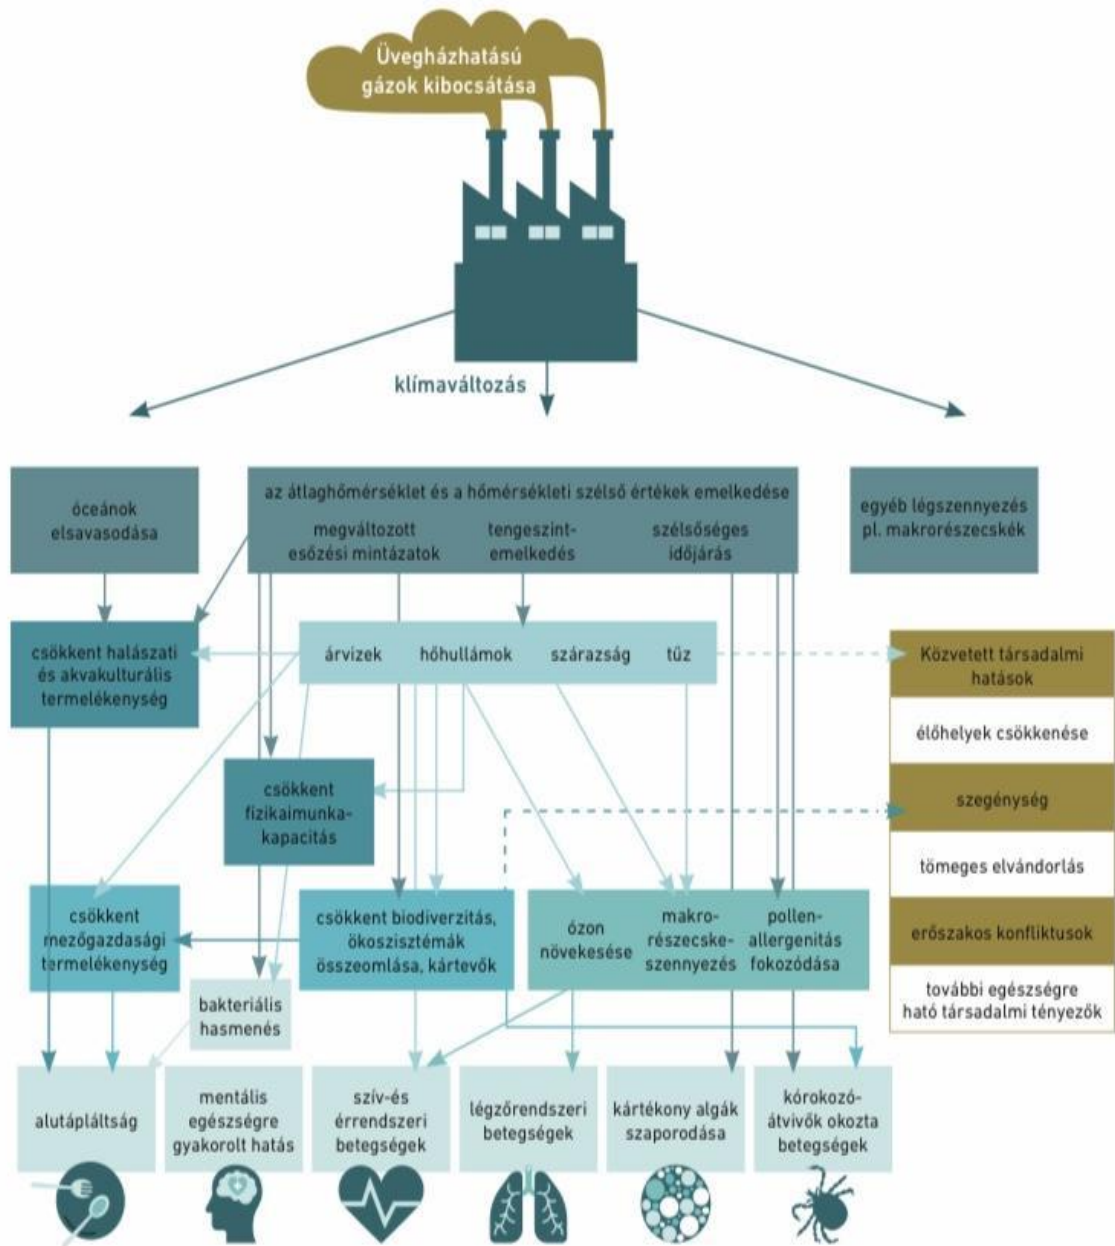 Üvegházhatású
gázok kibocsátása
klímaváltozás
óceánok
elsavasodása
az átlaghőmérséklet és a hőmérsékleti szélső értékek emelkedése
megváltozott
esőzési mintázatok
tengeszint-
emelkedés
szélsőséges
időjárás
egyéb légszennyezés
pl. makrorészecskék
csökkent halászati
és akvakulturális
termelékenység
árvizek
hőhullámok
szárazság
tűz
Közvetett társadalmi
hatások
élőhelyek csökkenése
szegénység
tömeges elvándorlás
erőszakos konfliktusok
további egészségre
ható társadalmi tényezők
csökkent
fizikaimunka-
kapacitás
csökkent
mezőgazdasági
termelékenység
csökkent biodiverzitás,
ökoszisztémák
összeomlása, kártevők
ózon
növekesése
makro-
részecske-
szennyezés
pollen-
allergenitás
fokozódása
bakteriális
hasmenés
alutápláltság
mentális
egészségre
gyakorolt hatás
szív-és
érrendszeri
betegségek
légzőrendszeri
betegségek
kártékony algák
szaporodása
kórokozó-
átvivők okozta
betegségek